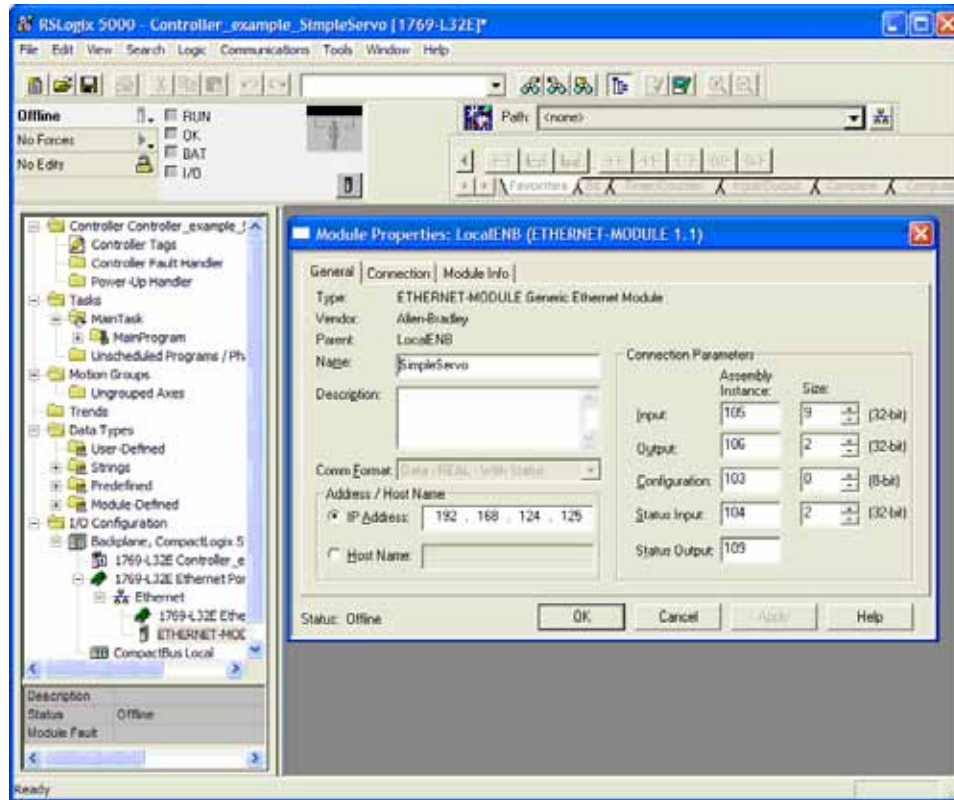 RSLogix 5000 - Controller_example_SimpleServo [1769-L32E]*
File Edit View Search Logic Communications Tools Window Help
Offline
RUN
Path: <none>
No Forces
OK
No Edits
BAT
I/O
Favorites
Bit
Timer/Counter
Input/Output
Compare
Controller Controller_example_S
Controller Tags
Controller Fault Handler
Power-Up Handler
Tasks
MainTask
MainProgram
Unscheduled Programs / Ph
Motion Groups
Ungrouped Axes
Trends
Data Types
User-Defined
Strings
Predefined
Module-Defined
I/O Configuration
Backplane, CompactLogix 5
1769-L32E Controller_e
1769-L32E Ethernet Por
Ethernet
1769-L32E Ethe
ETHERNET-MOD
CompactBus Local
Description
Status Offline
Module Fault
Module Properties: LocalENB (ETHERNET-MODULE 1.1)
General Connection Module Info
Type: ETHERNET-MODULE Generic Ethernet Module
Vendor: Allen-Bradley
Parent: LocalENB
Name: SimpleServo
Description:
Comm Format: Data - REAL - With Status
Address / Host Name
IP Address: 192 . 168 . 124 . 125
Host Name:
Connection Parameters
Assembly
Instance: Size:
Input: 105 9 (32-bit)
Output: 106 2 (32-bit)
Configuration: 103 0 (8-bit)
Status Input: 104 2 (32-bit)
Status Output: 109
Status: Offline OK Cancel Apply Help
Ready